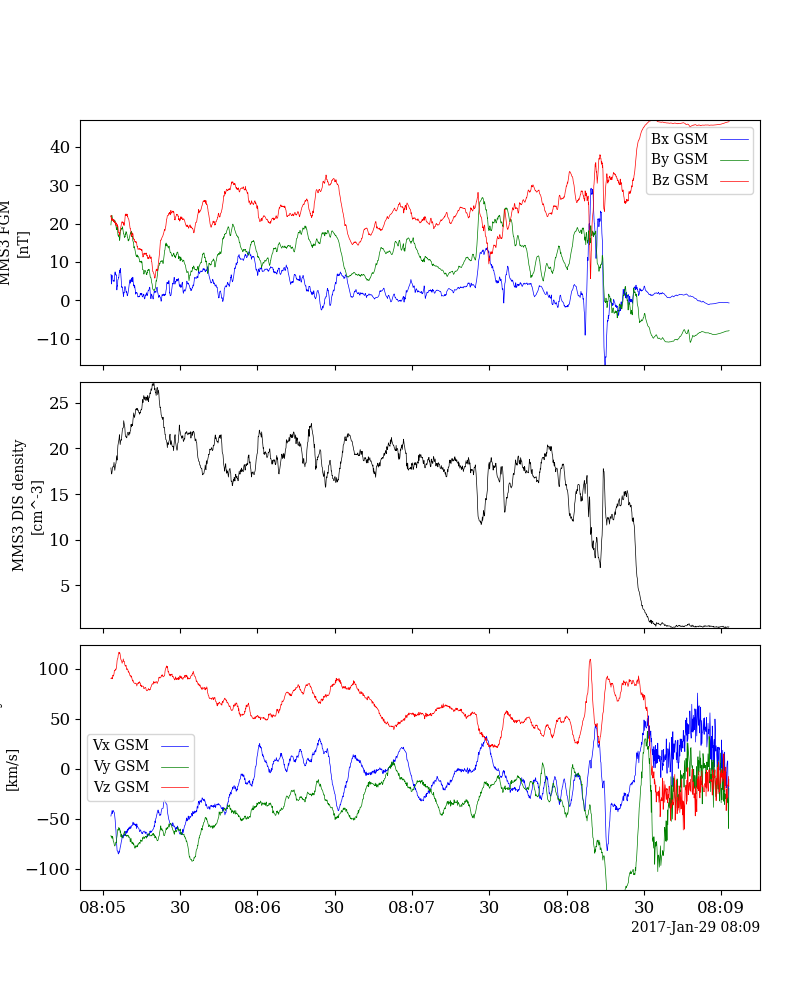 MMS3 FGM
[nT]
40
30
20
10
0
−10
Bx GSM
By GSM
Bz GSM
MMS3 DIS density
[cm^-3]
25
20
15
10
5
[km/s]
100
50
0
−50
−100
Vx GSM
Vy GSM
Vz GSM
08:05 30 08:06 30 08:07 30 08:08 30 08:09
2017-Jan-29 08:09